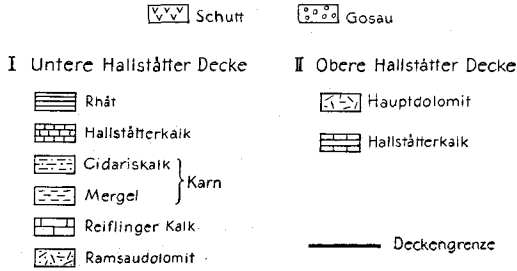 Schutt
Gosau
I Untere Hallstätter Decke
Rhät
Hallstätterkalk
Cidariskalk
Mergel
Karn
Reiflinger Kalk
Ramsaudolomit
II Obere Hallstätter Decke
Hauptdolomit
Hallstätterkalk
Deckengrenze